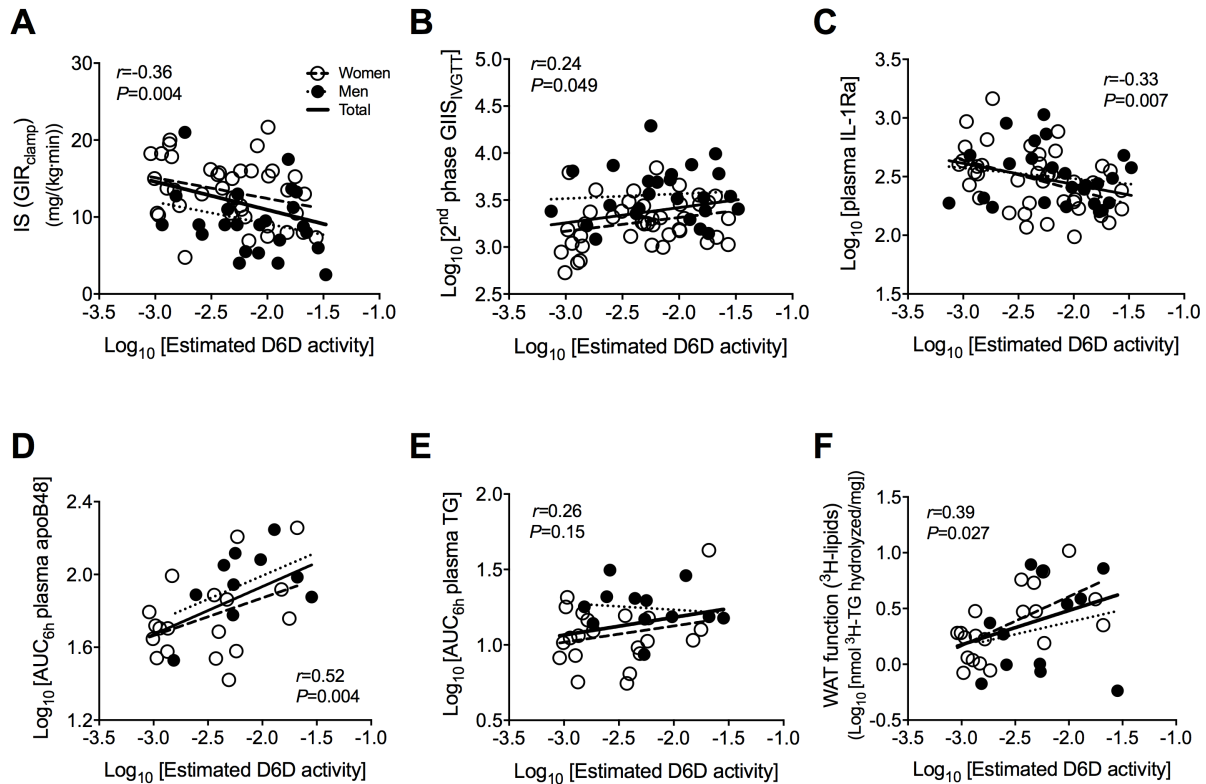 A
IS (GIRclamp)
(mg/(kg·min))
30
20
10
0
r=-0.36
P=0.004
Women
Men
Total
-3.5 -3.0 -2.5 -2.0 -1.5 -1.0
Log10 [Estimated D6D activity]
B
Log10 [2nd phase GIISIVGTT]
5.0
4.5
4.0
3.5
3.0
2.5
r=0.24
P=0.049
-3.5 -3.0 -2.5 -2.0 -1.5 -1.0
Log10 [Estimated D6D activity]
C
Log10 [plasma IL-1Ra]
3.5
3.0
2.5
2.0
1.5
r=-0.33
P=0.007
-3.5 -3.0 -2.5 -2.0 -1.5 -1.0
Log10 [Estimated D6D activity]
D
Log10 [AUC6h plasma apoB48]
2.4
2.0
1.6
1.2
r=0.52
P=0.004
-3.5 -3.0 -2.5 -2.0 -1.5 -1.0
Log10 [Estimated D6D activity]
E
Log10 [AUC6h plasma TG]
2.0
1.5
1.0
0.5
r=0.26
P=0.15
-3.5 -3.0 -2.5 -2.0 -1.5 -1.0
Log10 [Estimated D6D activity]
F
WAT function (3H-lipids)
(Log10 [nmol 3H-TG hydrolyzed/mg])
1.5
1.0
0.5
0.0
-0.5
r=0.39
P=0.027
-3.5 -3.0 -2.5 -2.0 -1.5 -1.0
Log10 [Estimated D6D activity]